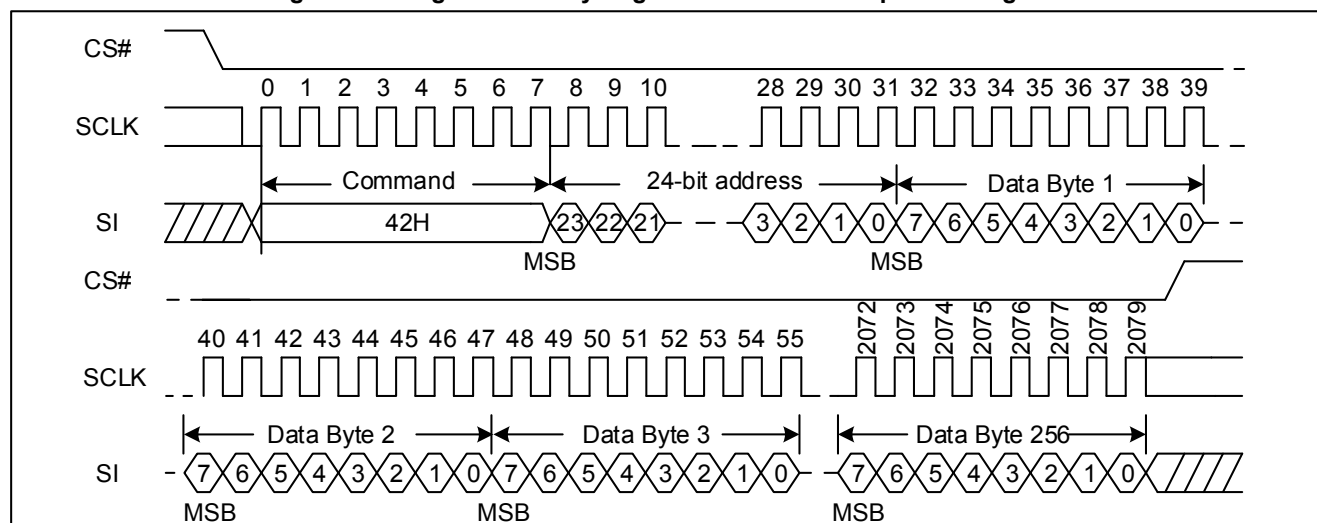 CS#
0 1 2 3 4 5 6 7 8 9 10 28 29 30 31 32 33 34 35 36 37 38 39
SCLK
Command 24-bit address Data Byte 1
SI 42H 23 22 21 3 2 1 0 7 6 5 4 3 2 1 0
MSB MSB
CS#
40 41 42 43 44 45 46 47 48 49 50 51 52 53 54 55 2072 2073 2074 2075 2076 2077 2078 2079
SCLK
Data Byte 2 Data Byte 3 Data Byte 256
SI 7 6 5 4 3 2 1 0 7 6 5 4 3 2 1 0 7 6 5 4 3 2 1 0
MSB MSB MSB